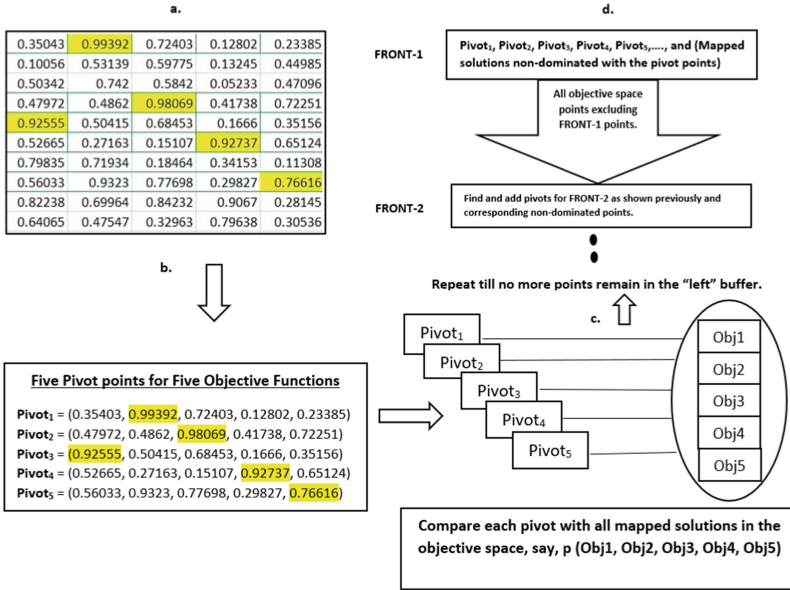 a.
0.35043 0.99392 0.72403 0.12802 0.23385
0.10056 0.53139 0.59775 0.13245 0.44985
0.50342 0.742 0.5842 0.05233 0.47096
0.47972 0.4862 0.98069 0.41738 0.72251
0.92555 0.50415 0.68453 0.1666 0.35156
0.52665 0.27163 0.15107 0.92737 0.65124
0.79835 0.71934 0.18464 0.34153 0.11308
0.56033 0.9323 0.77698 0.29827 0.76616
0.82238 0.69964 0.84232 0.9067 0.28145
0.64065 0.47547 0.32963 0.79638 0.30536
b.
Five Pivot points for Five Objective Functions
Pivot₁ = (0.35403, 0.99392, 0.72403, 0.12802, 0.23385)
Pivot₂ = (0.47972, 0.4862, 0.98069, 0.41738, 0.72251)
Pivot₃ = (0.92555, 0.50415, 0.68453, 0.1666, 0.35156)
Pivot₄ = (0.52665, 0.27163, 0.15107, 0.92737, 0.65124)
Pivot₅ = (0.56033, 0.9323, 0.77698, 0.29827, 0.76616)
d.
FRONT-1
Pivot₁, Pivot₂, Pivot₃, Pivot₄, Pivot₅,...., and (Mapped
solutions non-dominated with the pivot points)
All objective space
points excluding
FRONT-1 points.
FRONT-2
Find and add pivots for FRONT-2 as shown previously and
corresponding non-dominated points.
Repeat till no more points remain in the "left" buffer.
c.
Pivot₁
Pivot₂
Pivot₃
Pivot₄
Pivot₅
Obj1
Obj2
Obj3
Obj4
Obj5
Compare each pivot with all mapped solutions in the
objective space, say, p (Obj1, Obj2, Obj3, Obj4, Obj5)